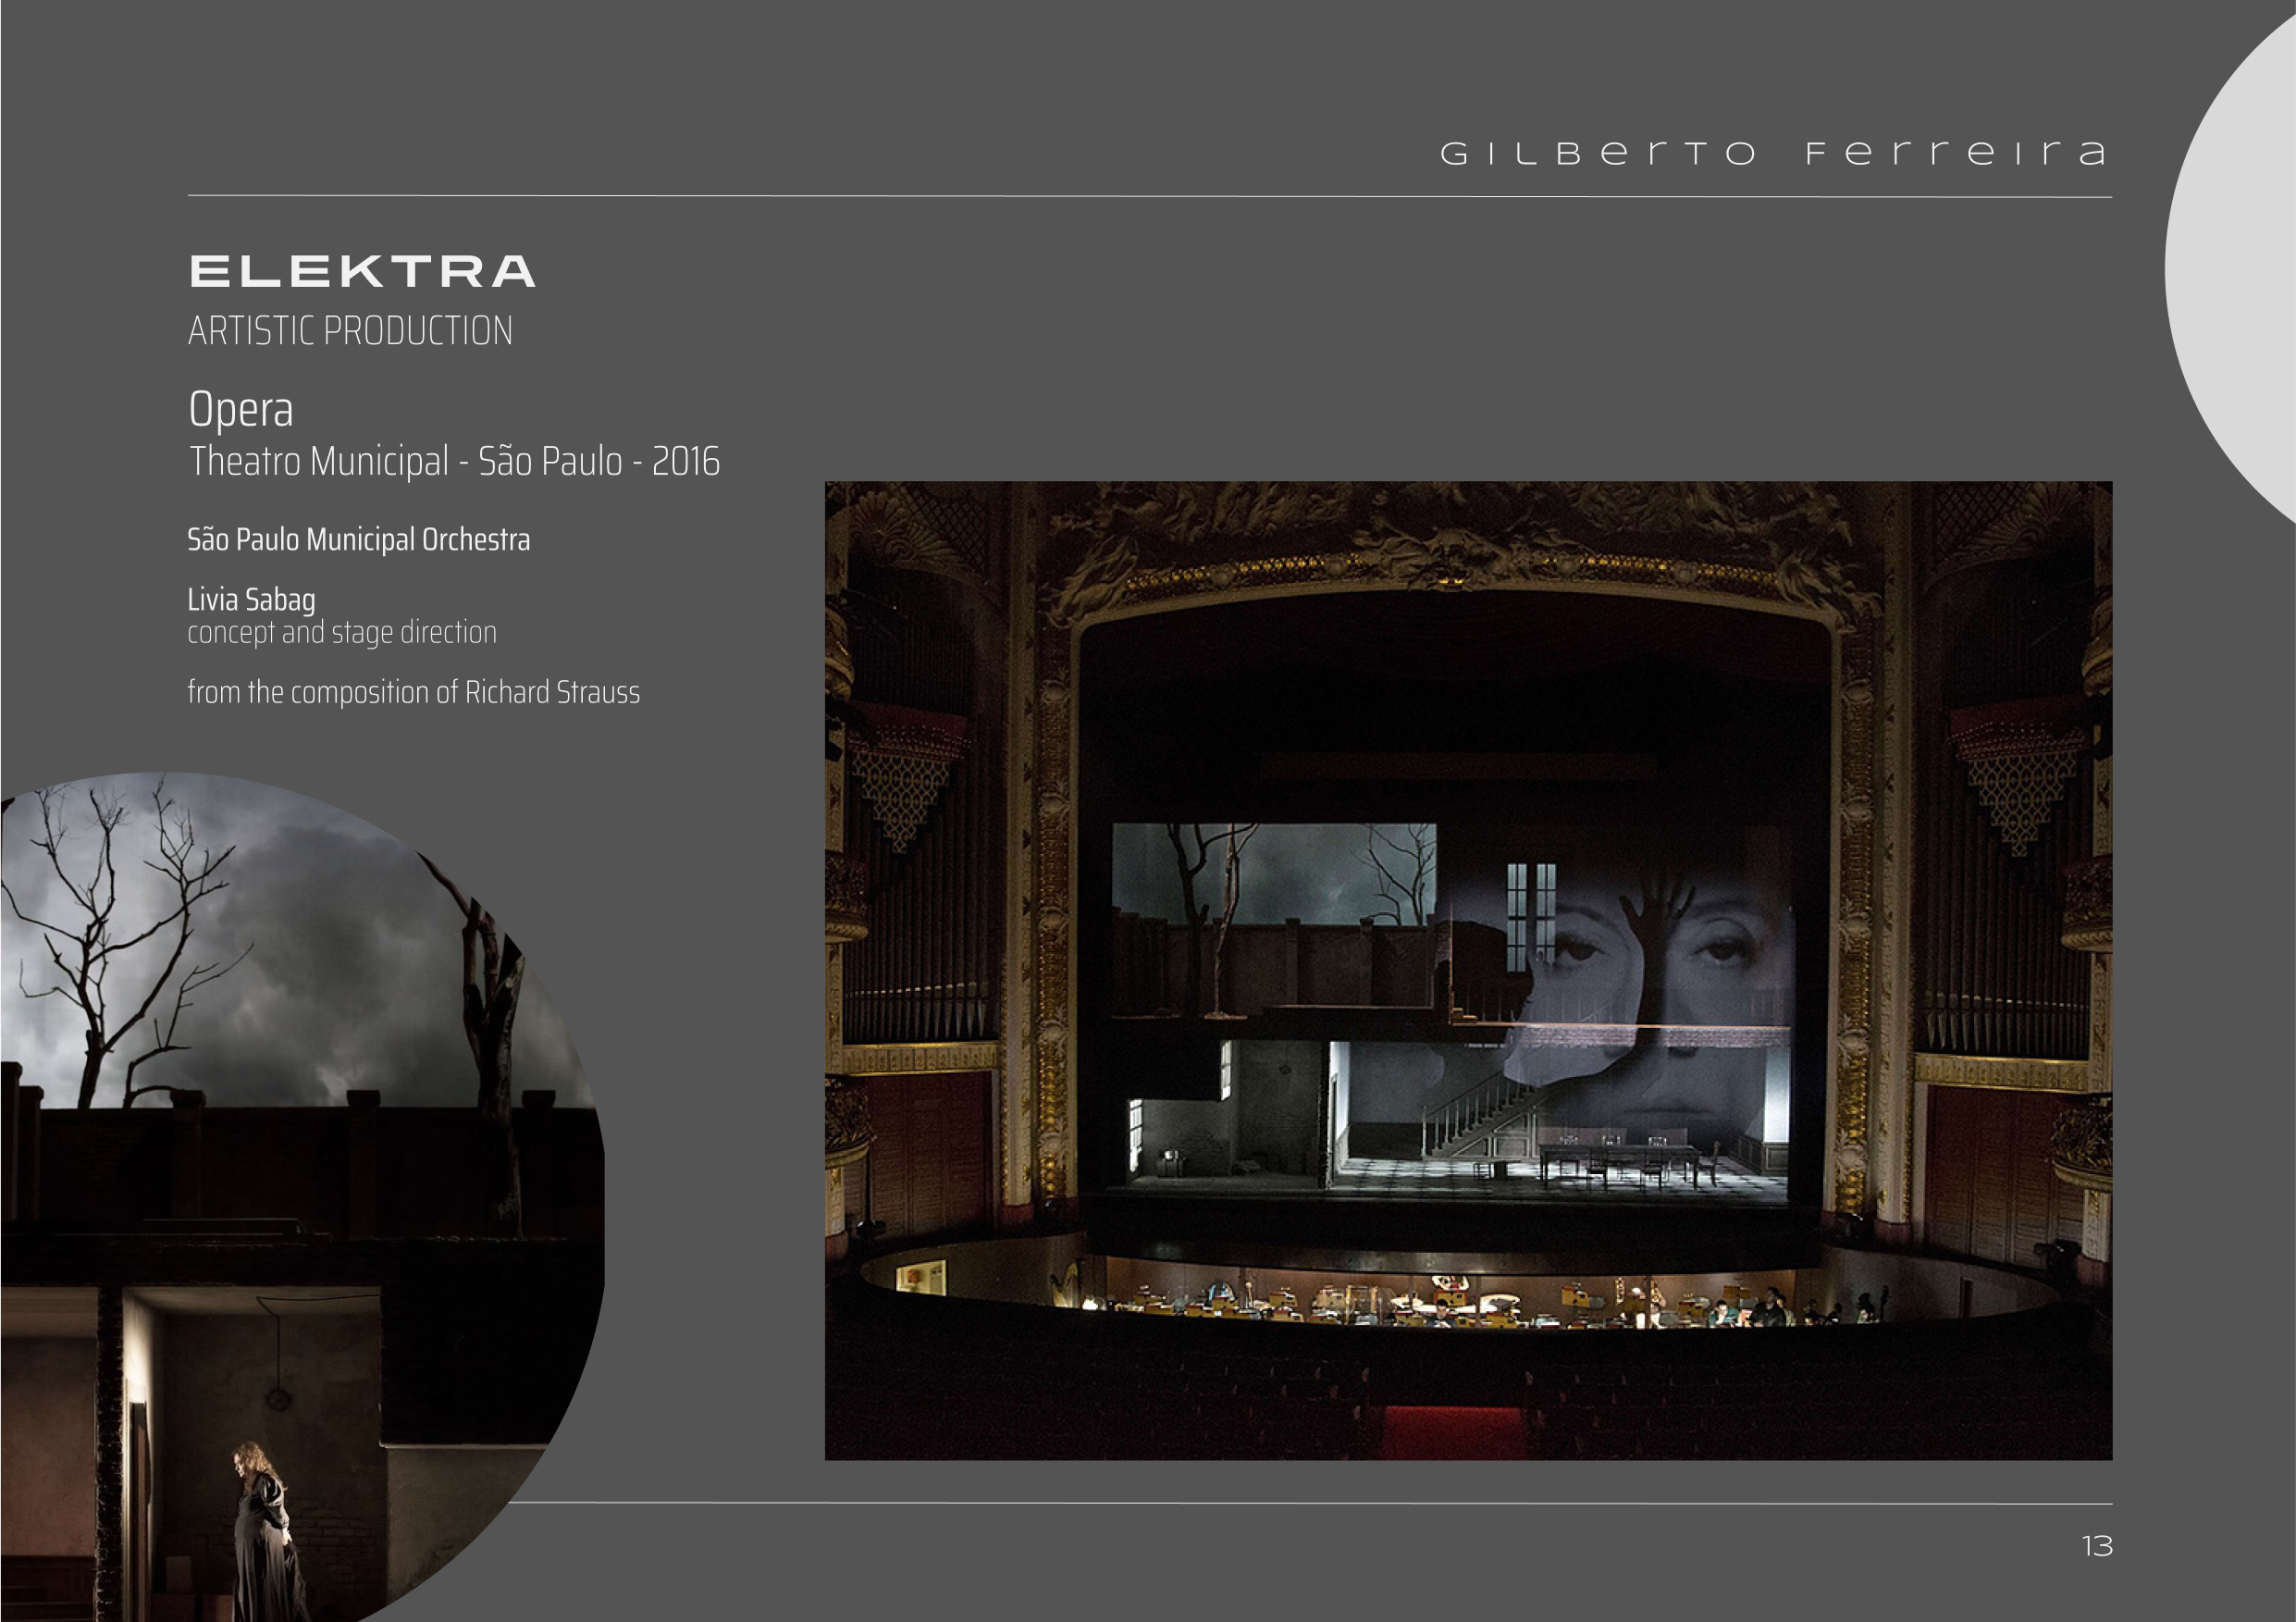 GILBerTO Ferreira
ELEKTRA
ARTISTIC PRODUCTION
Opera
Theatro Municipal - São Paulo - 2016
São Paulo Municipal Orchestra
Livia Sabag
concept and stage direction
from the composition of Richard Strauss
13